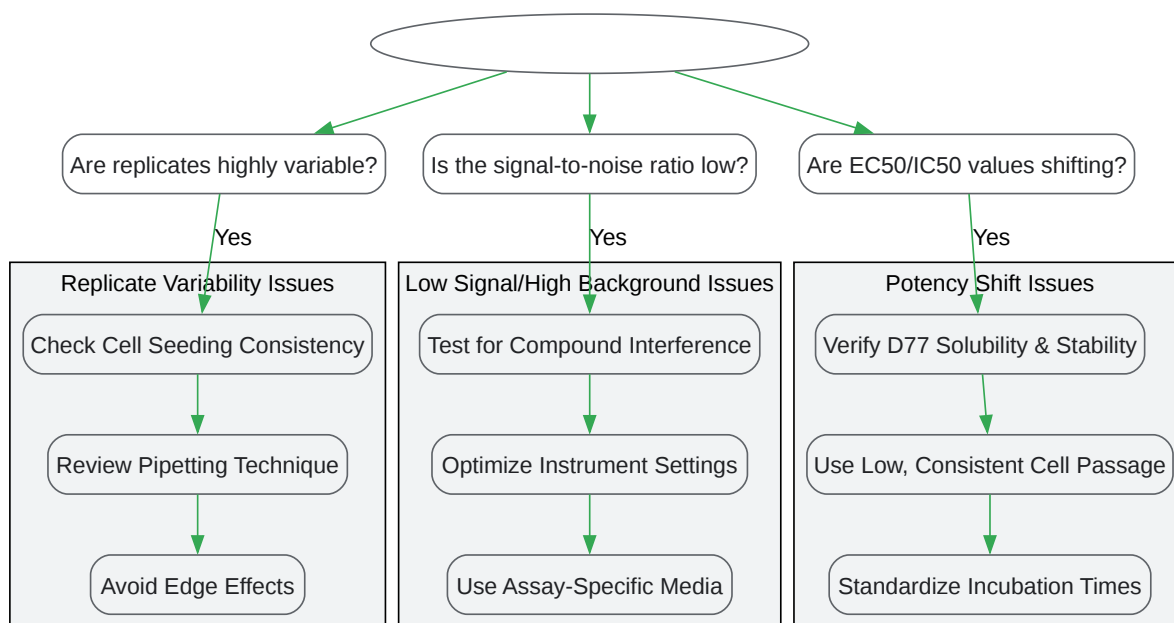 Are replicates highly variable?
Is the signal-to-noise ratio low?
Are EC50/IC50 values shifting?
Yes
Yes
Yes
Replicate Variability Issues
Low Signal/High Background Issues
Potency Shift Issues
Check Cell Seeding Consistency
Test for Compound Interference
Verify D77 Solubility & Stability
Review Pipetting Technique
Optimize Instrument Settings
Use Low, Consistent Cell Passage
Avoid Edge Effects
Use Assay-Specific Media
Standardize Incubation Times